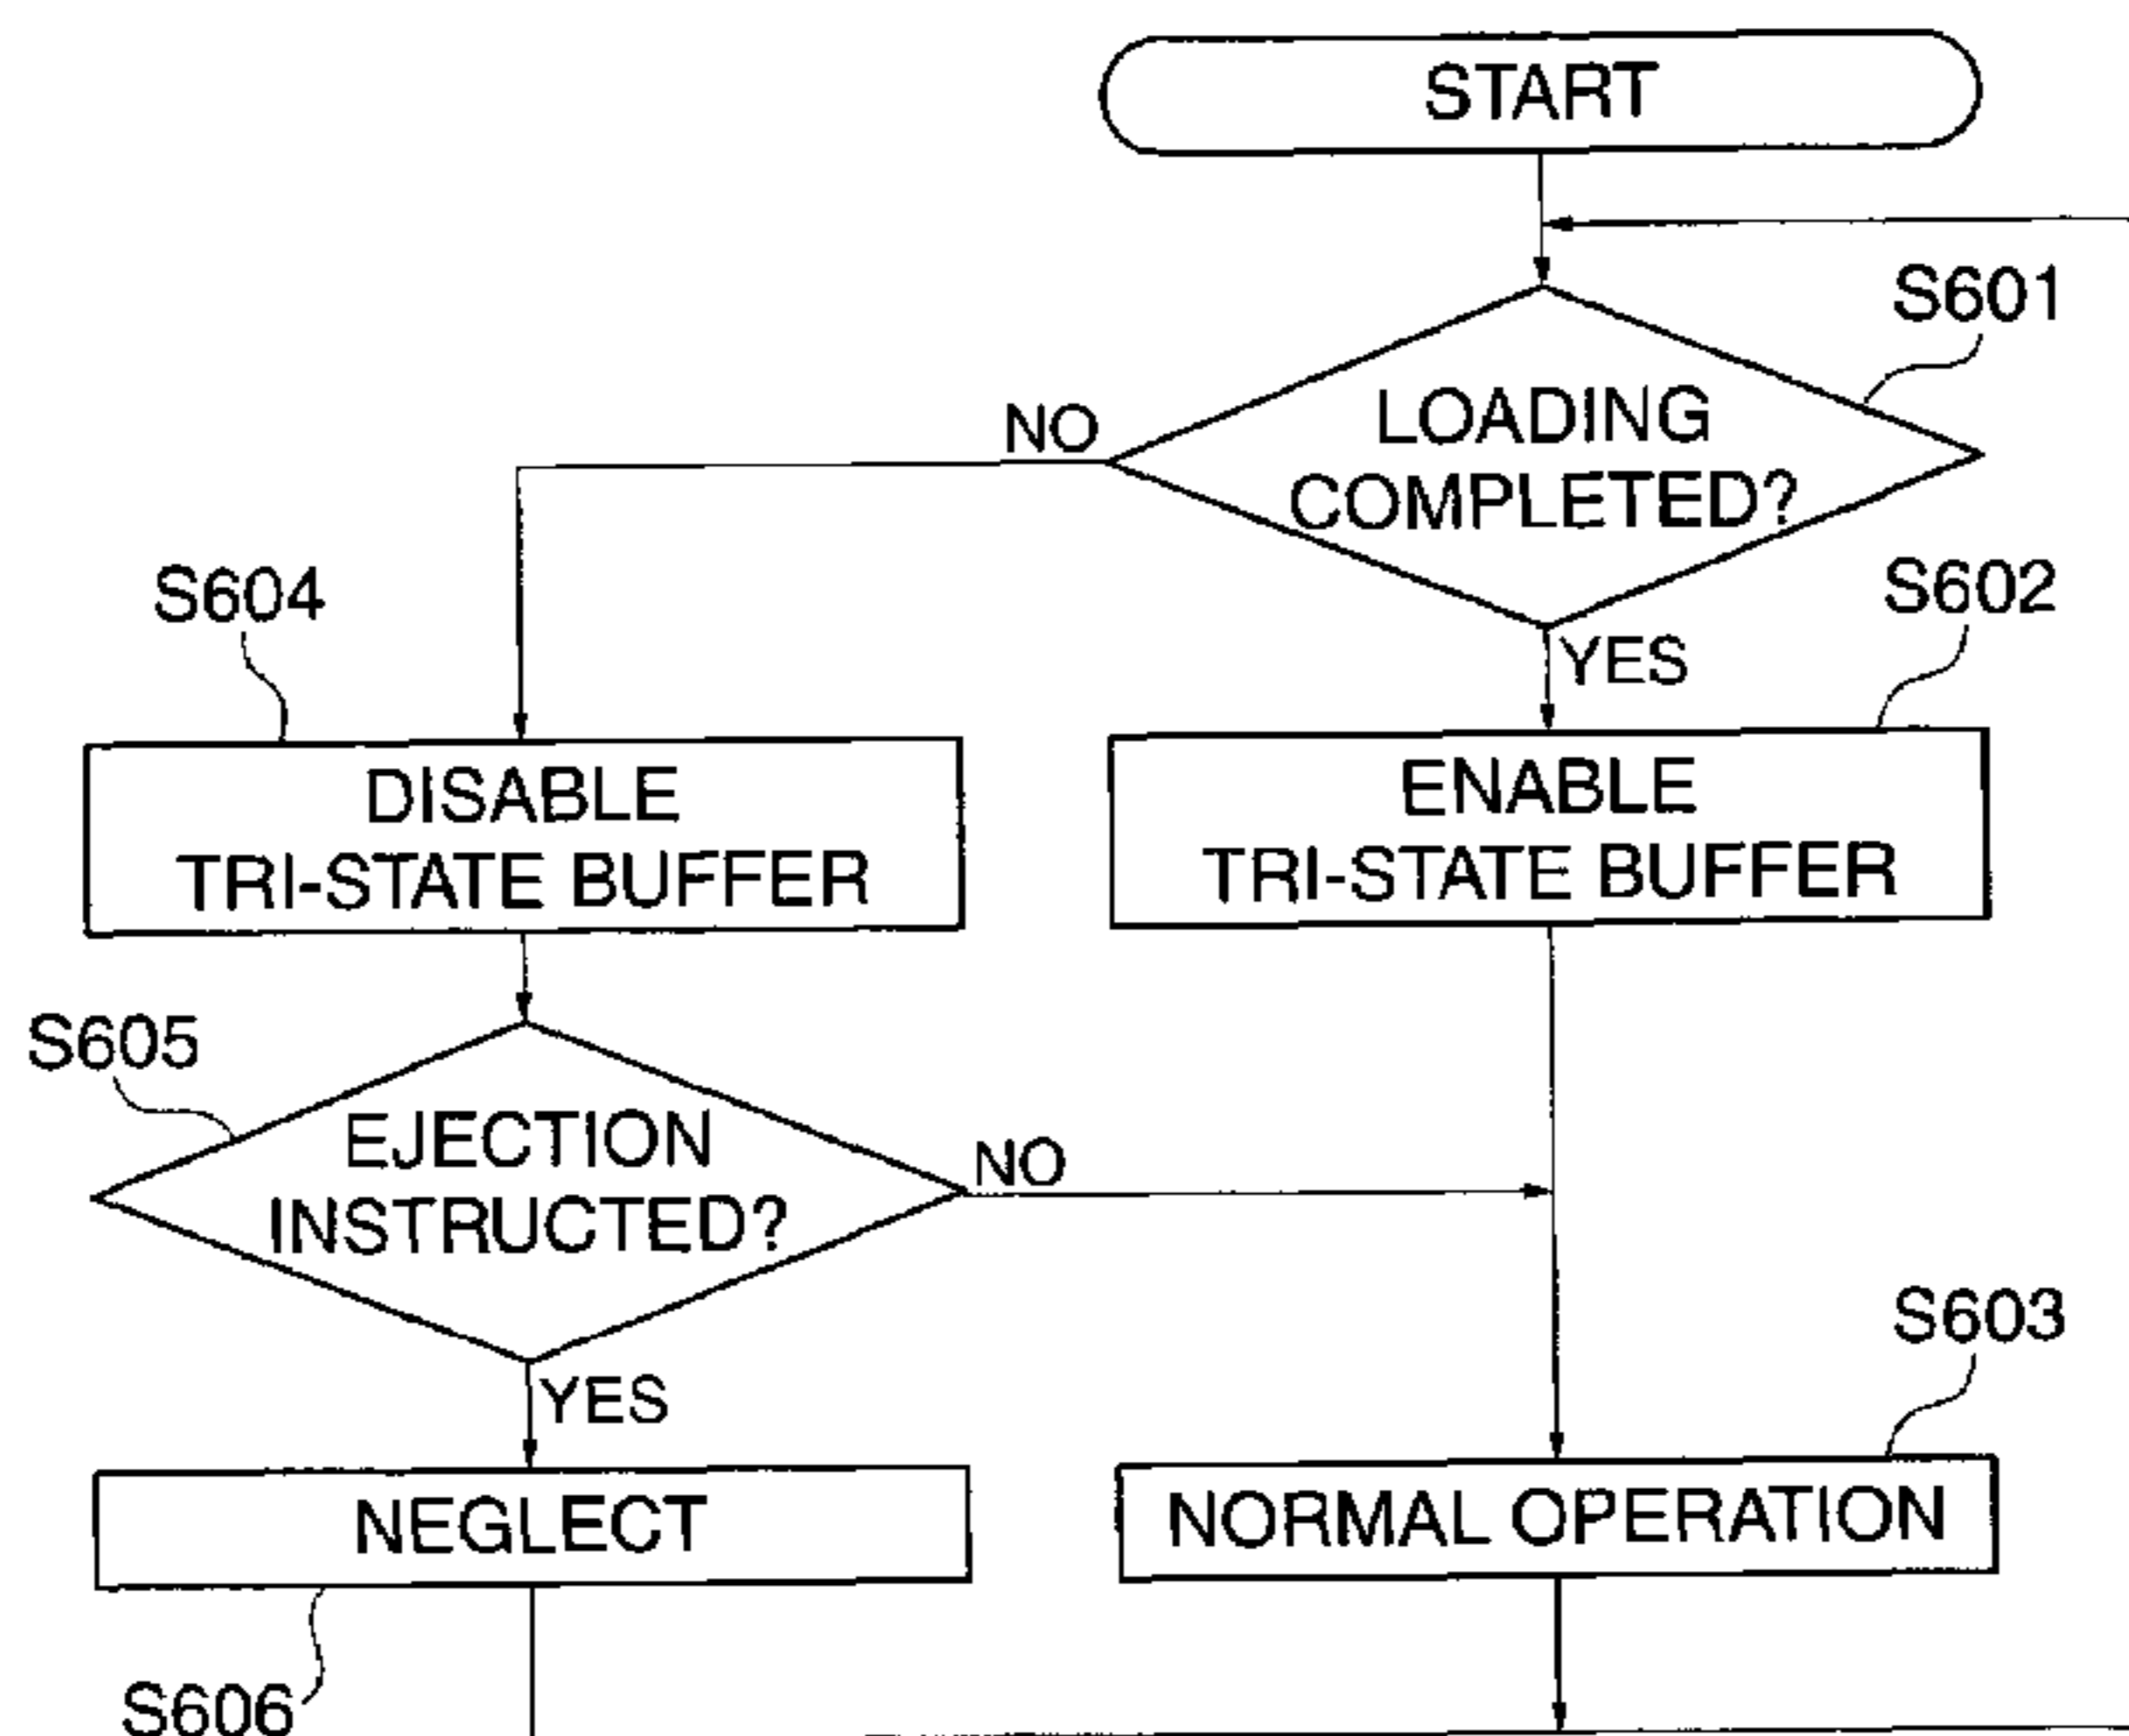 START
S601
LOADING
COMPLETED?
NO
YES
S602
S604
DISABLE
TRI-STATE BUFFER
ENABLE
TRI-STATE BUFFER
S605
EJECTION
INSTRUCTED?
NO
YES
S603
NEGLECT
NORMAL OPERATION
S606